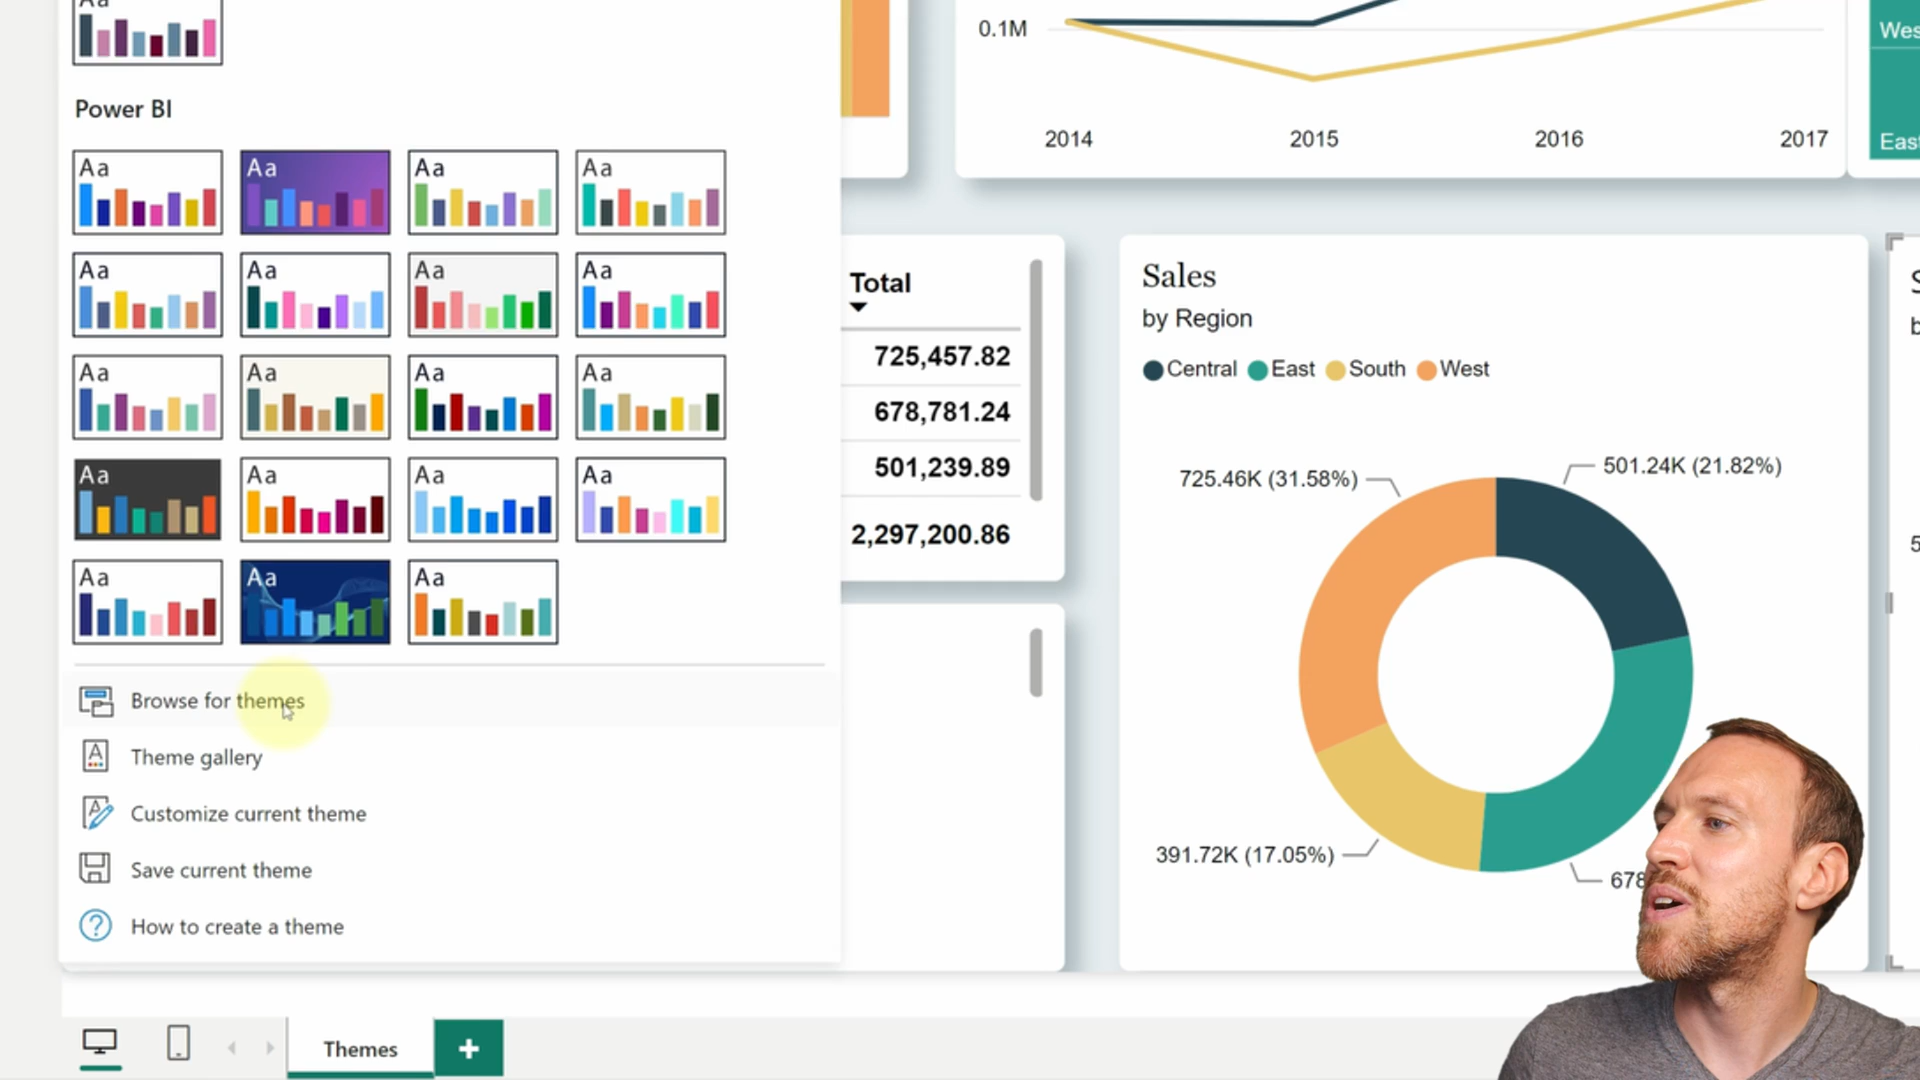 Aa
0.1M
2014 2015 2016 2017
Wes
East
Power BI
Aa Aa Aa Aa
Aa Aa Aa Aa
Aa Aa Aa Aa
Aa Aa Aa Aa
Aa Aa Aa
Browse for themes
Theme gallery
Customize current theme
Save current theme
How to create a theme
Total
725,457.82
678,781.24
501,239.89
2,297,200.86
Sales
by Region
Central East South West
725.46K (31.58%)
501.24K (21.82%)
391.72K (17.05%)
678
S
b
5
Themes
+